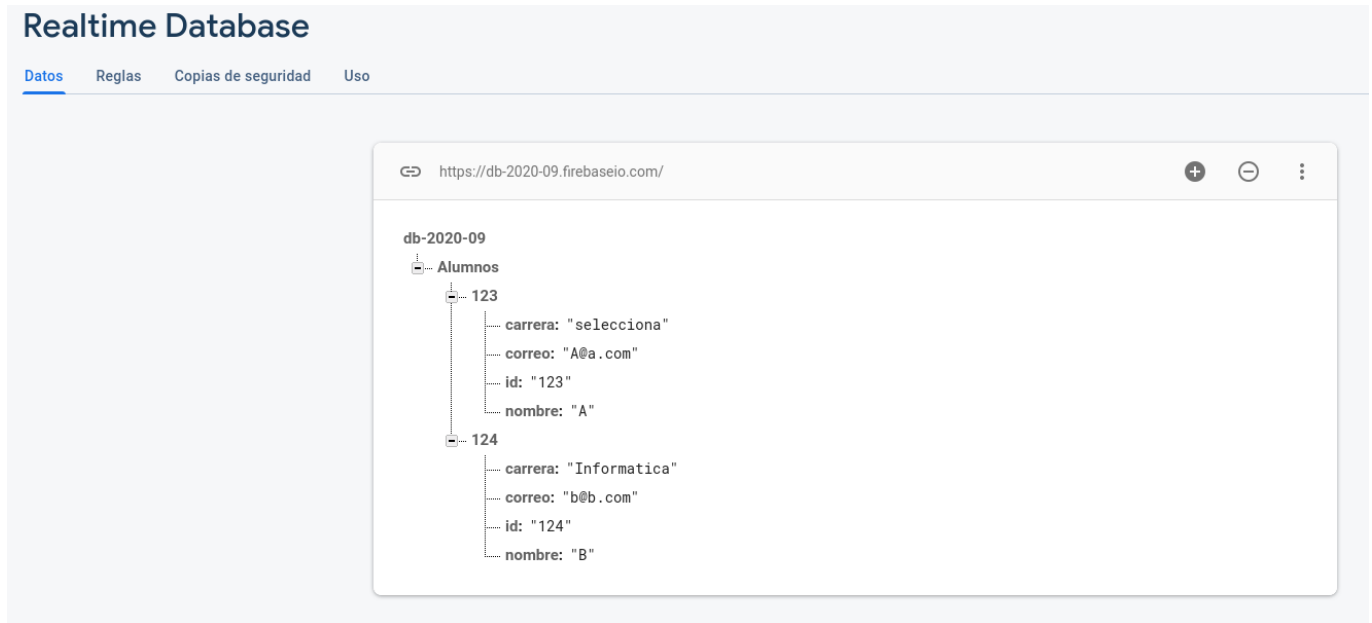 Realtime Database
Datos Reglas Copias de seguridad Uso
https://db-2020-09.firebaseio.com/
db-2020-09
Alumnos
123
carrera: "selecciona"
correo: "A@a.com"
id: "123"
nombre: "A"
124
carrera: "Informatica"
correo: "b@b.com"
id: "124"
nombre: "B"